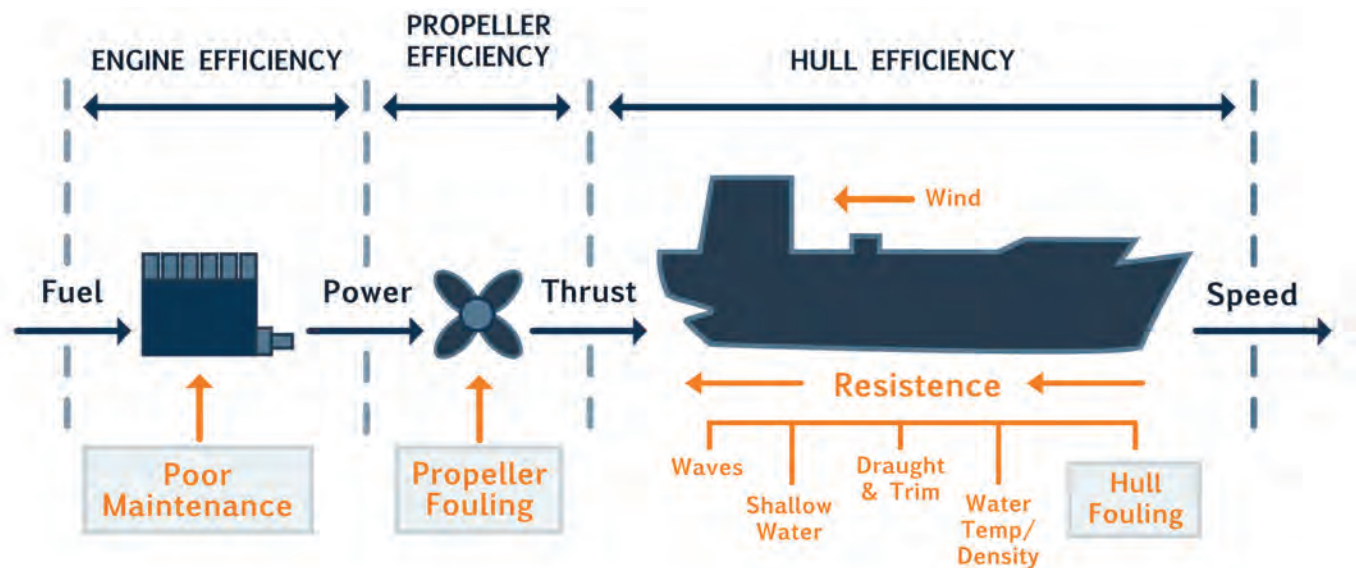 ENGINE EFFICIENCY
PROPELLER
EFFICIENCY
HULL EFFICIENCY
Wind
Fuel
Power
Thrust
Speed
Resistence
Poor
Maintenance
Propeller
Fouling
Waves
Shallow
Water
Draught
& Trim
Water
Temp/
Density
Hull
Fouling